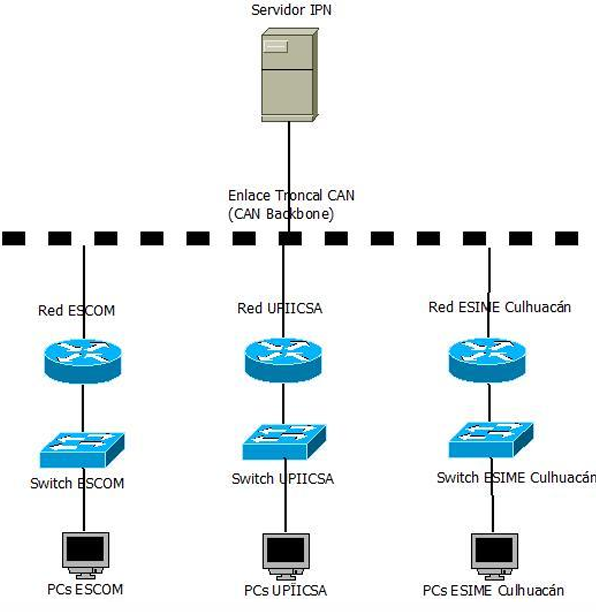 Servidor IPN
Enlace Troncal CAN
(CAN Backbone)
Red ESCOM
Red UPIICSA
Red ESIME Culhuacán
Switch ESCOM
Switch UPIICSA
Switch ESIME Culhuacán
PCs ESCOM
PCs UPIICSA
PCs ESIME Culhuacán